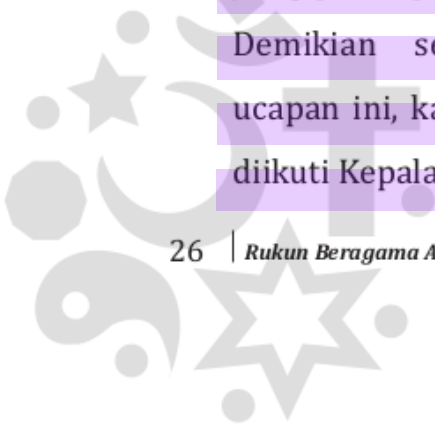 Demikian
ucapan ini,
diikuti Kepala
26 | Rukun Beragama